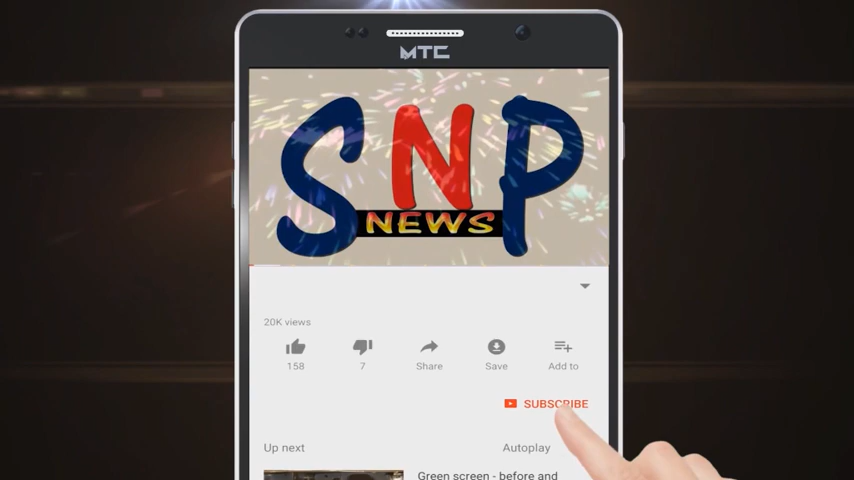 MTC
SNP
NEWS
20K views
158
7
Share
Save
Add to
SUBSCRIBE
Up next
Autoplay
Green screen - before and